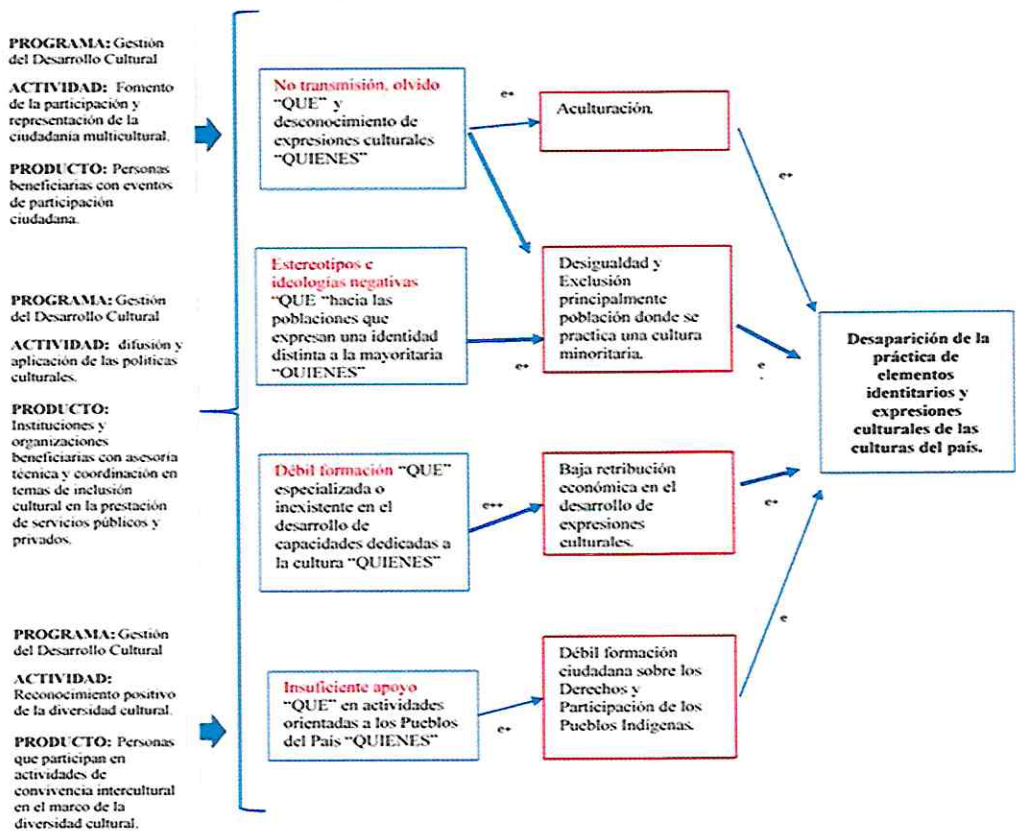 PROGRAMA: Gestión
del Desarrollo Cultural
ACTIVIDAD: Fomento
de la participación y
representación de la
ciudadanía multicultural.
PRODUCTO: Personas
beneficiarias con eventos
de participación
ciudadana.
PROGRAMA: Gestión
del Desarrollo Cultural
ACTIVIDAD: difusión y
aplicación de las políticas
culturales.
PRODUCTO:
Instituciones y
organizaciones
beneficiarias con asesoría
técnica y coordinación en
temas de inclusión
cultural en la prestación
de servicios públicos y
privados.
PROGRAMA: Gestión
del Desarrollo Cultural
ACTIVIDAD:
Reconocimiento positivo
de la diversidad cultural.
PRODUCTO: Personas
que participan en
actividades de
convivencia intercultural
en el marco de la
diversidad cultural.
No transmisión, olvido
"QUE" y
desconocimiento de
expresiones culturales
"QUIENES"
Estereotipos e
ideologías negativas
"QUE "hacia las
poblaciones que
expresan una identidad
distinta a la mayoritaria
"QUIENES"
Débil formación "QUE"
especializada o
inexistente en el
desarrollo de
capacidades dedicadas a
la cultura "QUIENES"
Insuficiente apoyo
"QUE" en actividades
orientadas a los Pueblos
del País "QUIENES"
e+
e+
e++
e+
Aculturación.
Desigualdad y
Exclusión
principalmente
población donde se
practica una cultura
minoritaria.
Baja retribución
económica en el
desarrollo de
expresiones
culturales.
Débil formación
ciudadana sobre los
Derechos y
Participación de los
Pueblos Indígenas.
e+
e
e+
e
Desaparición de la
práctica de
elementos
identitarios y
expresiones
culturales de las
culturas del país.